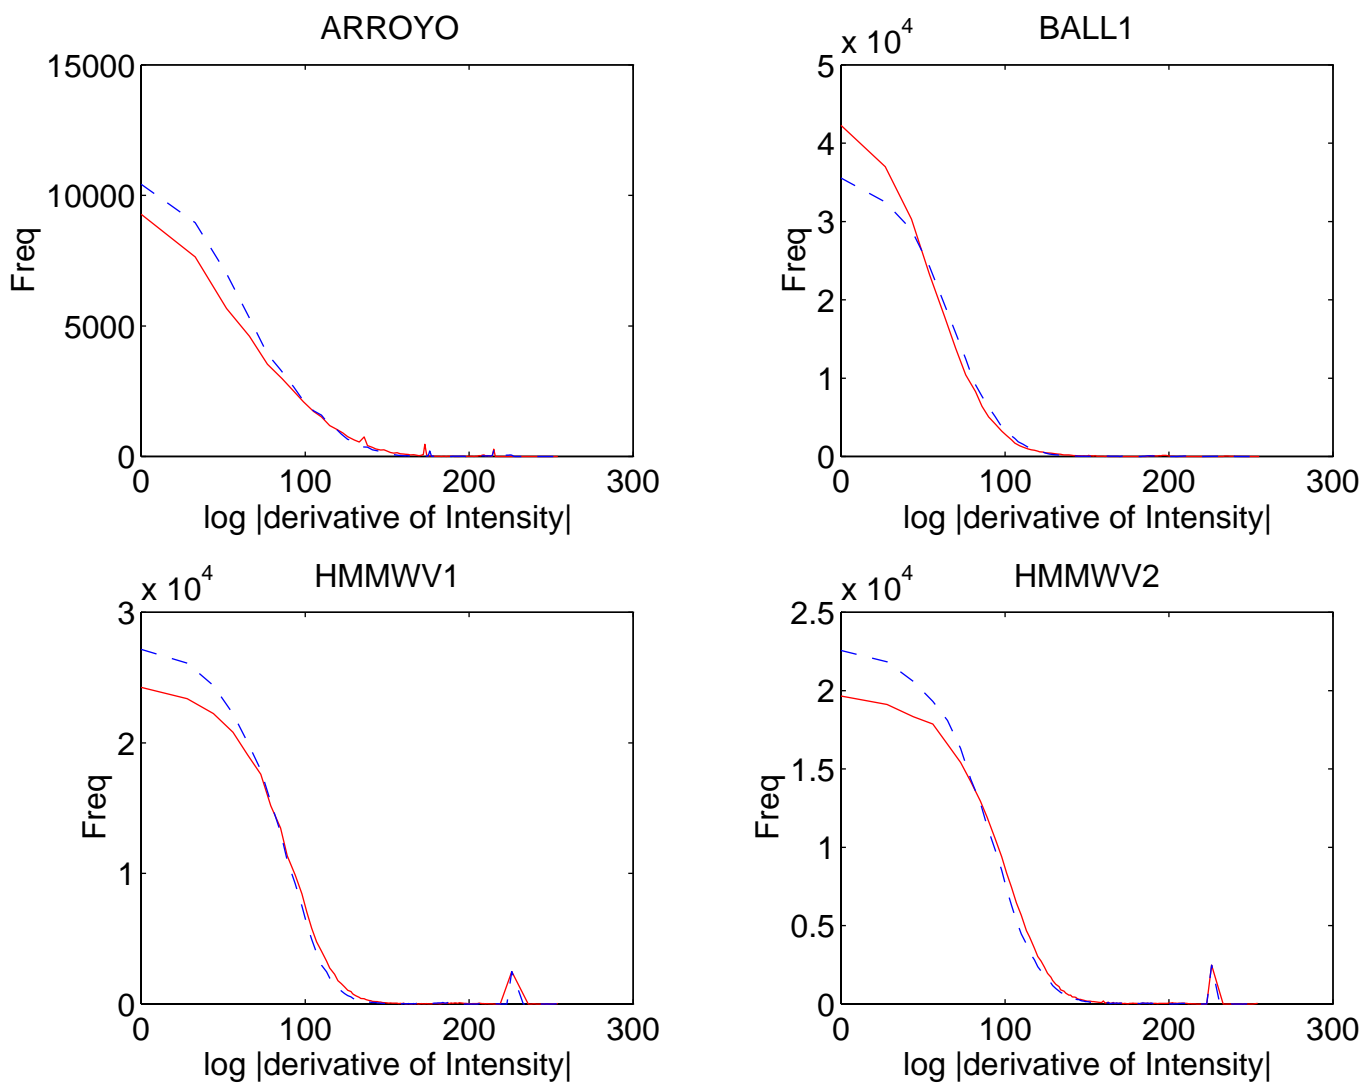 ARROYO
15000
10000
5000
0
Freq
0 100 200 300
log |derivative of Intensity|
BALL1
x 10^4
5
4
3
2
1
0
Freq
0 100 200 300
log |derivative of Intensity|
HMMWV1
x 10^4
3
2
1
0
Freq
0 100 200 300
log |derivative of Intensity|
HMMWV2
x 10^4
2.5
2
1.5
1
0.5
0
Freq
0 100 200 300
log |derivative of Intensity|